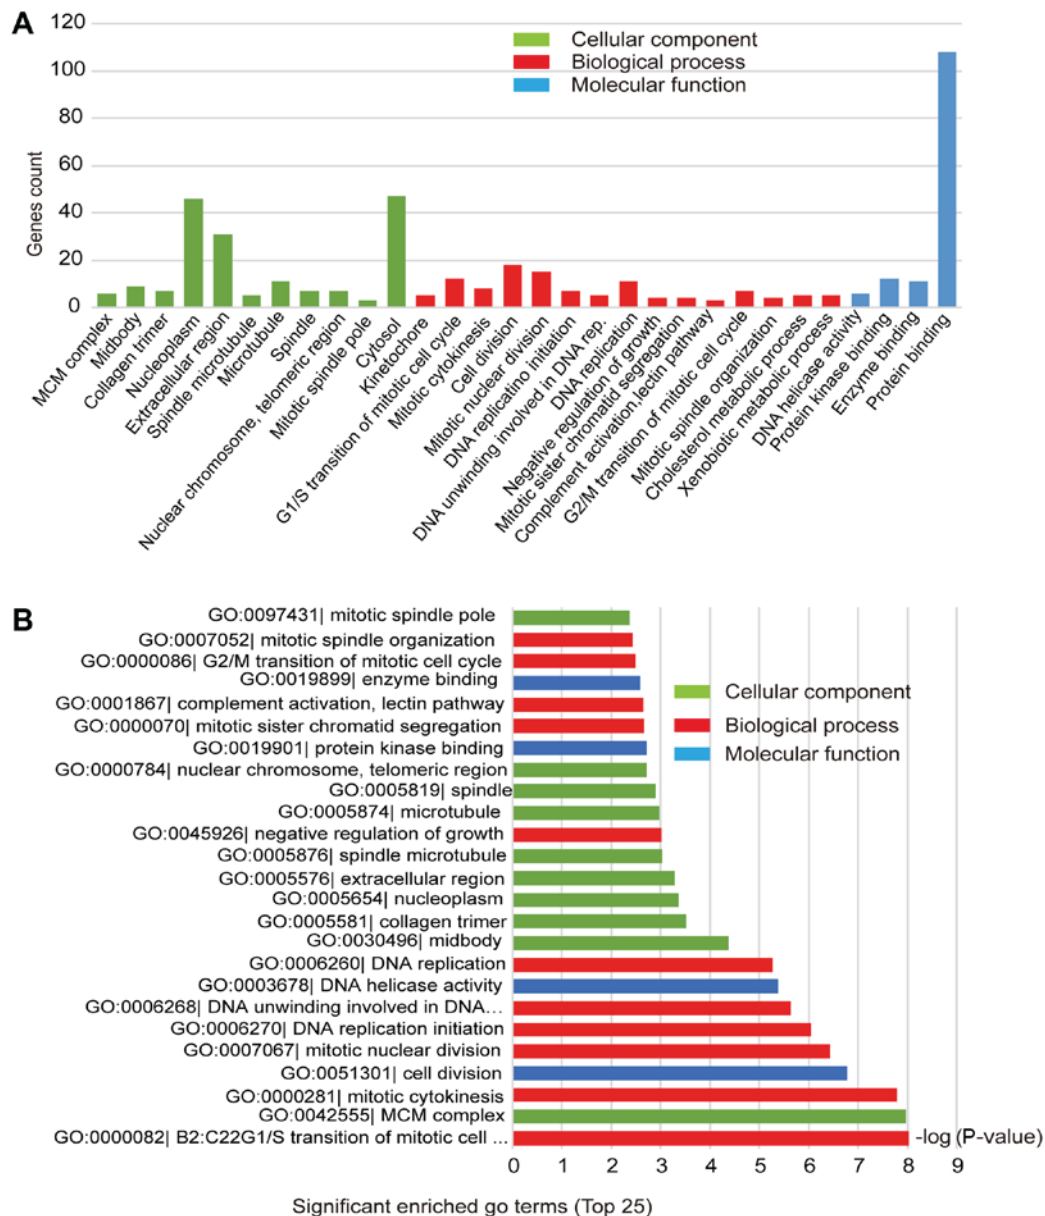 A
120
100
80
60
40
20
0
Genes count
Cellular component
Biological process
Molecular function
MCM complex
Midbody
Collagen trimer
Nucleoplasm
Extracellular region
Spindle microtubule
Microtubule
Spindle
Nuclear chromosome, telomeric region
Mitotic spindle pole
Cytosol
Kinetochore
G1/S transition of mitotic cell cycle
Mitotic cytokinesis
Cell division
Mitotic nuclear division
DNA replicatino initiation
DNA unwinding involved in DNA rep.
DNA replication
Negative regulation of growth
Mitotic sister chromatid segregation
Complement activation,lectin pathway
G2/M transition of mitotic cell cycle
Mitotic spindle organization
Cholesterol metabolic process
Xenobiotic metabolic process
DNA helicase activity
Protein kinase binding
Enzyme binding
Protein binding
B
GO:0097431| mitotic spindle pole
GO:0007052| mitotic spindle organization
GO:0000086| G2/M transition of mitotic cell cycle
GO:0019899| enzyme binding
GO:0001867| complement activation, lectin pathway
GO:0000070| mitotic sister chromatid segregation
GO:0019901| protein kinase binding
GO:0000784| nuclear chromosome, telomeric region
GO:0005819| spindle
GO:0005874| microtubule
GO:0045926| negative regulation of growth
GO:0005876| spindle microtubule
GO:0005576| extracellular region
GO:0005654| nucleoplasm
GO:0005581| collagen trimer
GO:0030496| midbody
GO:0006260| DNA replication
GO:0003678| DNA helicase activity
GO:0006268| DNA unwinding involved in DNA…
GO:0006270| DNA replication initiation
GO:0007067| mitotic nuclear division
GO:0051301| cell division
GO:0000281| mitotic cytokinesis
GO:0042555| MCM complex
GO:0000082| B2:C22G1/S transition of mitotic cell ...
Cellular component
Biological process
Molecular function
-log (P-value)
0 1 2 3 4 5 6 7 8 9
Significant enriched go terms (Top 25)